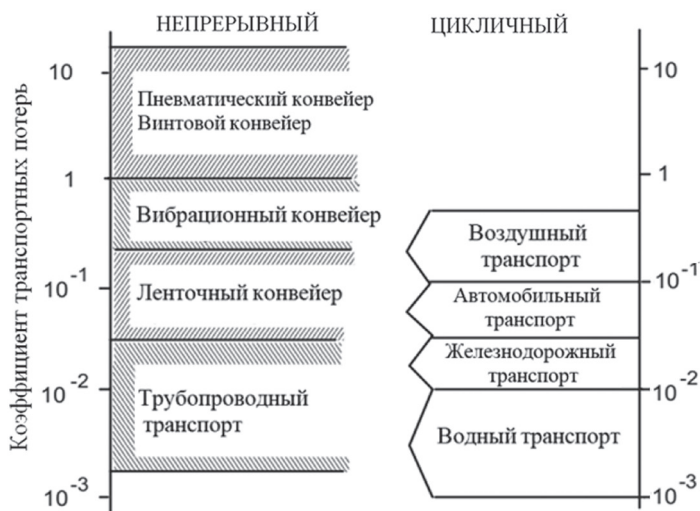 НЕПРЕРЫВНЫЙ
ЦИКЛИЧНЫЙ
Коэффициент транспортных потерь
10
1
10⁻¹
10⁻²
10⁻³
Пневматический конвейер
Винтовой конвейер
Вибрационный конвейер
Ленточный конвейер
Трубопроводный
транспорт
Воздушный
транспорт
Автомобильный
транспорт
Железнодорожный
транспорт
Водный транспорт
10
1
10⁻¹
10⁻²
10⁻³